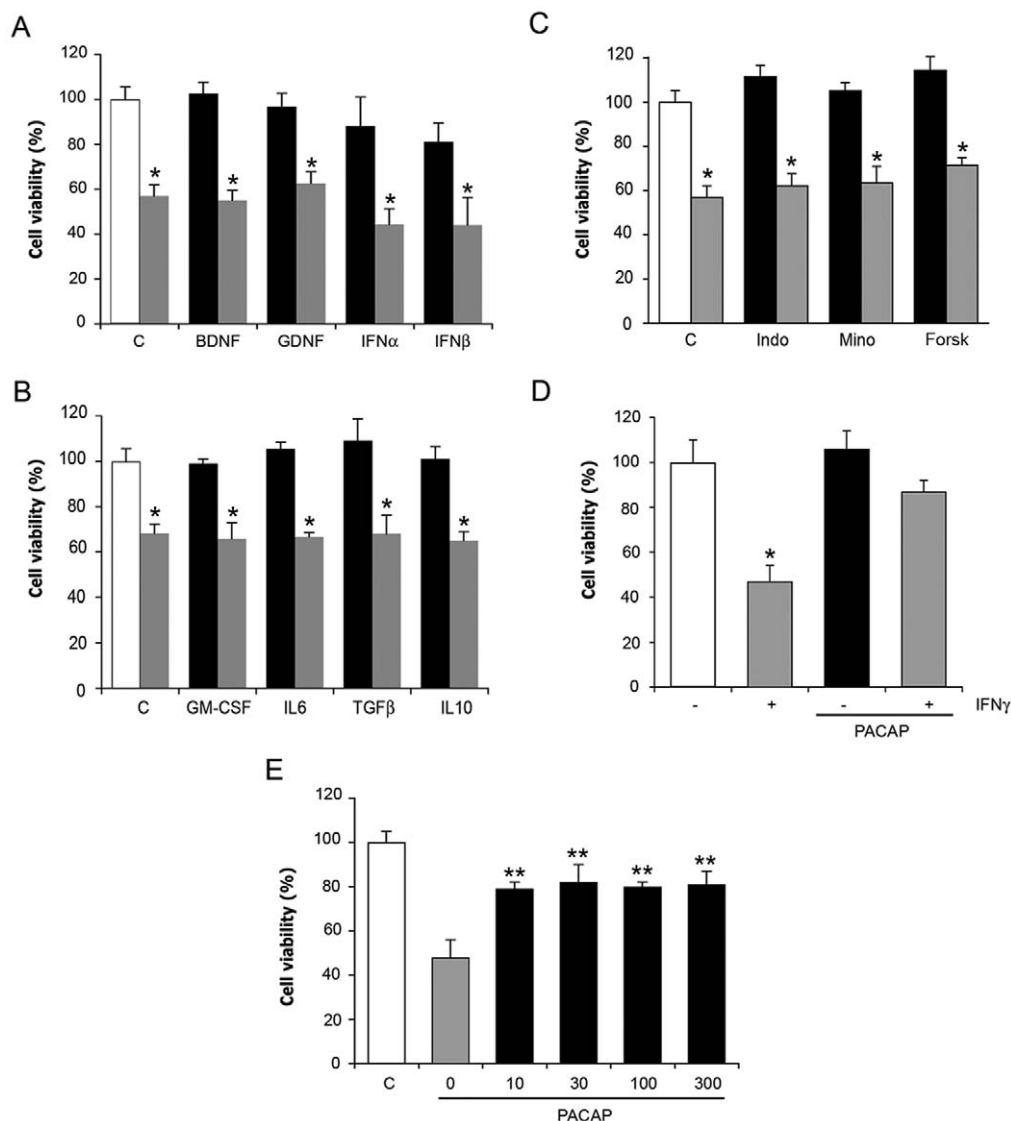 A
120
100
80
60
40
20
0
Cell viability (%)
* * * * *
C BDNF GDNF IFNα IFNβ
B
120
100
80
60
40
20
0
Cell viability (%)
* * * * *
C GM-CSF IL6 TGFβ IL10
C
120
100
80
60
40
20
0
Cell viability (%)
* * * *
C Indo Mino Forsk
D
120
100
80
60
40
20
0
Cell viability (%)
*
- + - + IFNγ
PACAP
E
120
100
80
60
40
20
0
Cell viability (%)
** ** ** **
C 0 10 30 100 300
PACAP